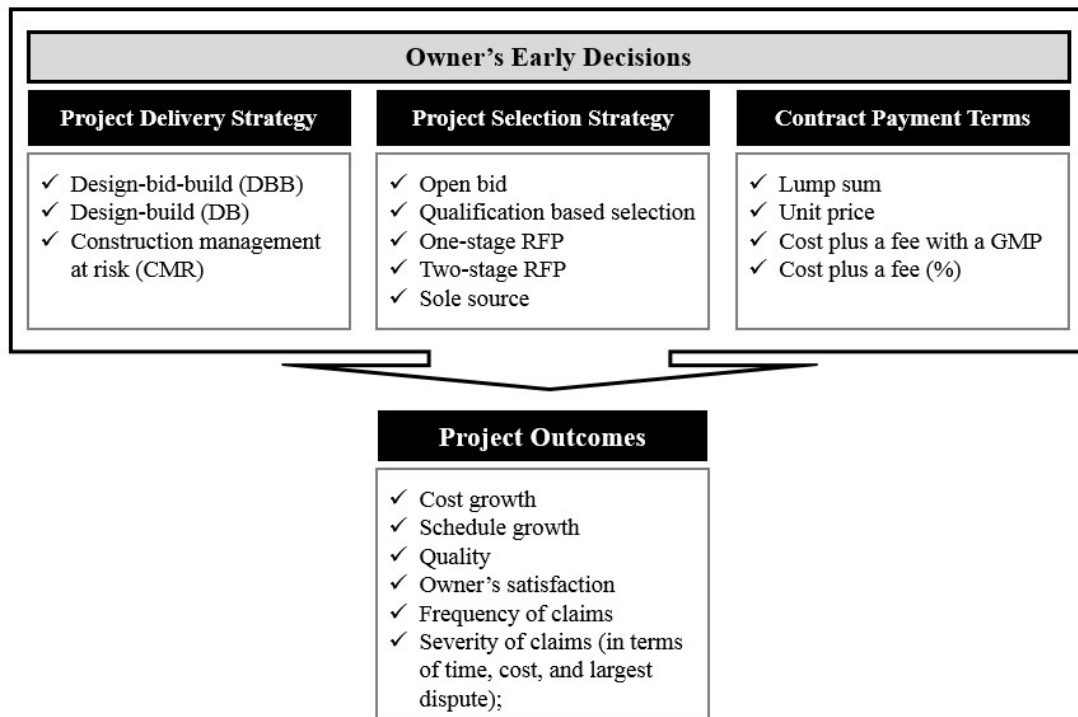 Owner's Early Decisions
Project Delivery Strategy
✓ Design-bid-build (DBB)
✓ Design-build (DB)
✓ Construction management
at risk (CMR)
Project Selection Strategy
✓ Open bid
✓ Qualification based selection
✓ One-stage RFP
✓ Two-stage RFP
✓ Sole source
Contract Payment Terms
✓ Lump sum
✓ Unit price
✓ Cost plus a fee with a GMP
✓ Cost plus a fee (%)
Project Outcomes
✓ Cost growth
✓ Schedule growth
✓ Quality
✓ Owner's satisfaction
✓ Frequency of claims
✓ Severity of claims (in terms
of time, cost, and largest
dispute);